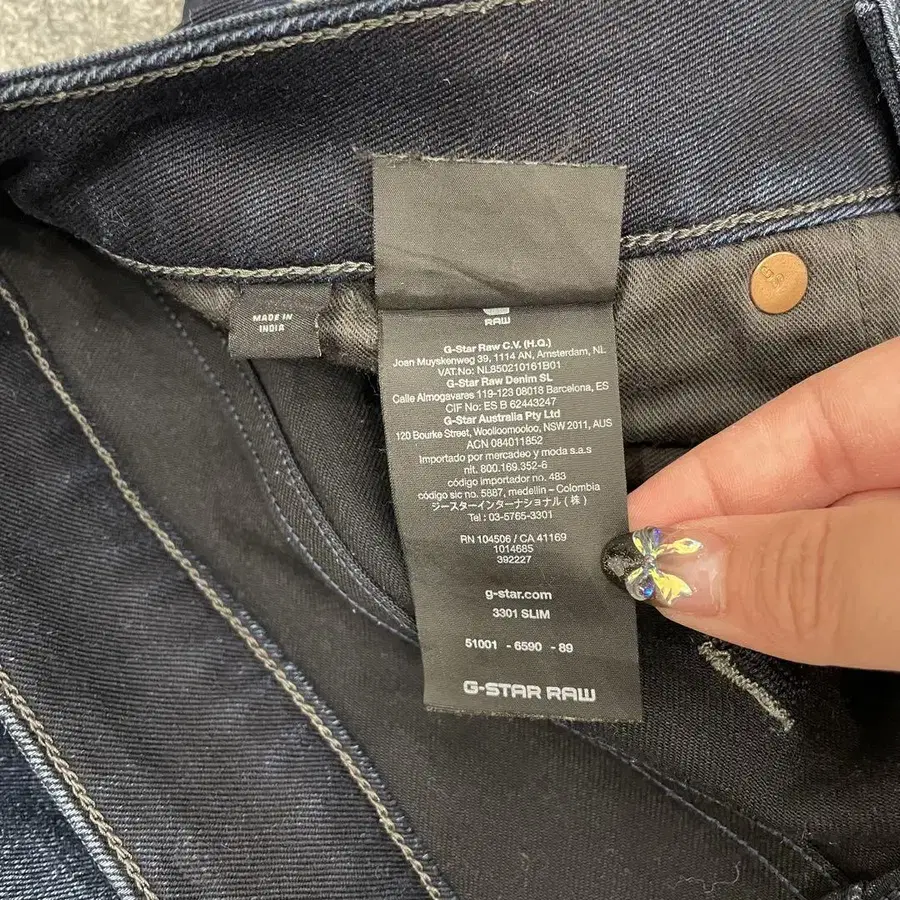 MADE IN
INDIA
RAW
G-Star Raw C.V. (H.Q.)
Joan Muyskenweg 39, 1114 AN, Amsterdam, NL
VAT.No: NL850210161B01
G-Star Raw Denim SL
Calle Almogavaras 119-123 08018 Barcelona, ES
CIF No: ES B 62443247
G-Star Australia Pty Ltd
120 Bourke Street, Woolloomooloo, NSW 2011, AUS
ACN 084011852
Importado por mercadeo y moda s.a.s
nit. 800.169.352-6
código importador no. 483
código sic no. 5887, medellin – Colombia
ジースターインターナショナル(株)
Tel : 03-5765-3301
RN 104506 / CA 41169
1014685
392227
g-star.com
3301 SLIM
51001 - 6590 - 89
G-STAR RAW